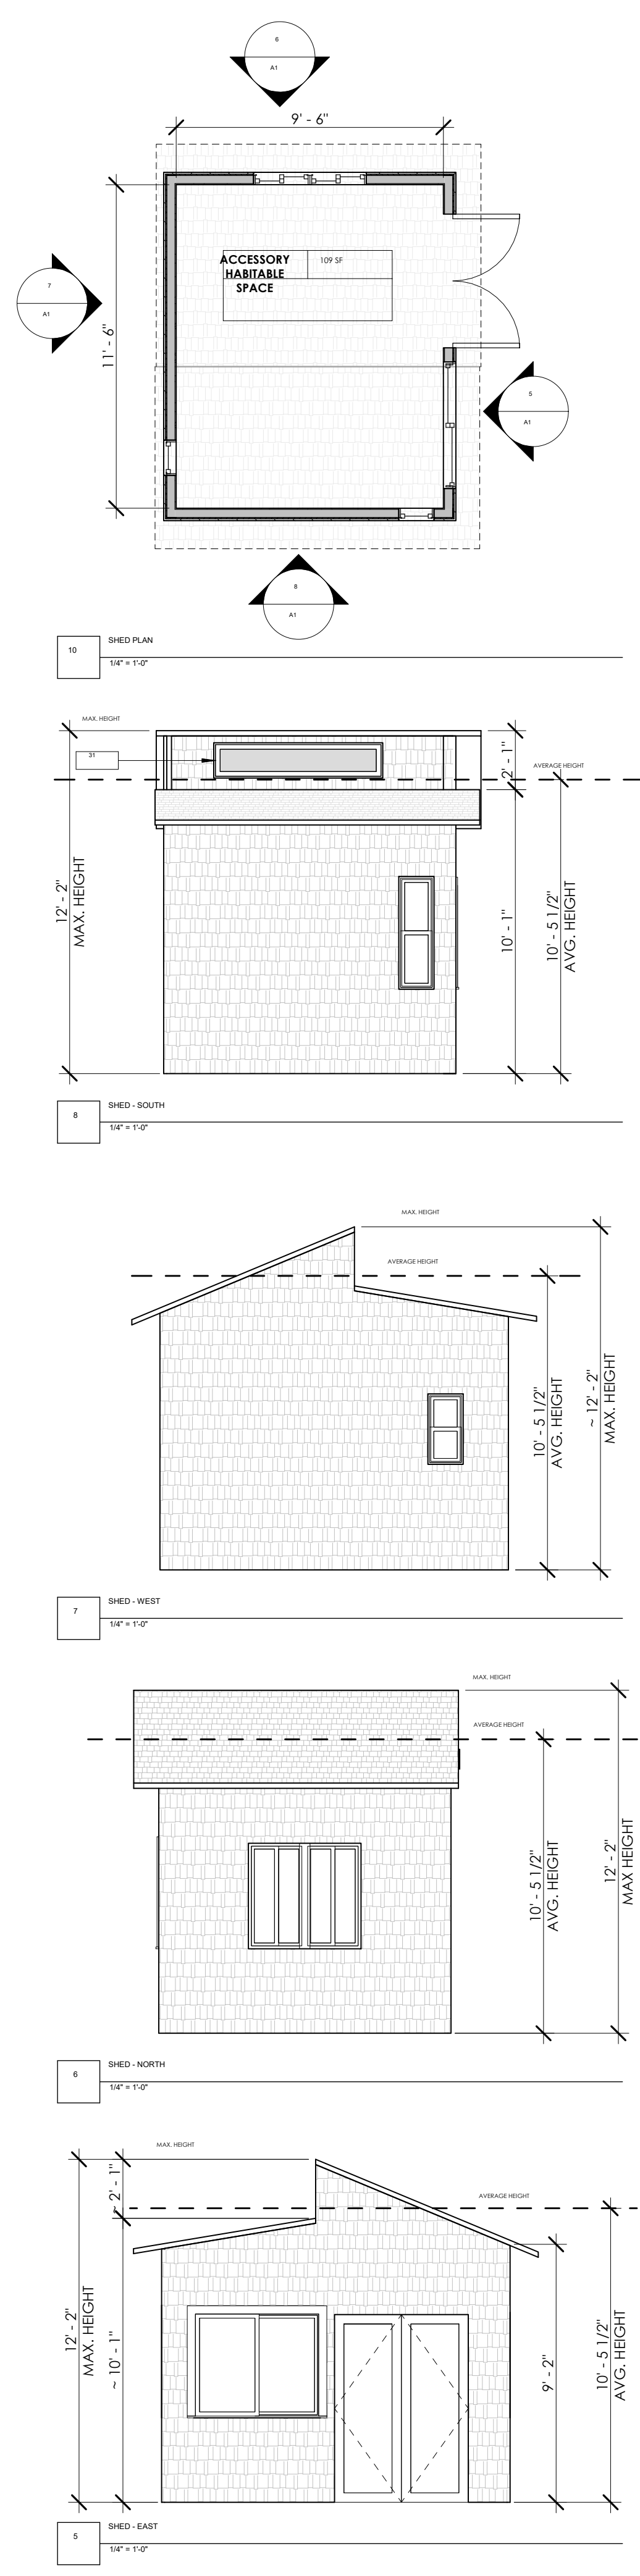 6
A1
9' - 6"
ACCESSORY
HABITABLE
SPACE
109 SF
7
A1
11' - 6"
5
A1
8
A1
10
SHED PLAN
1/4" = 1'-0"
MAX. HEIGHT
31
2' - 1"
AVERAGE HEIGHT
12' - 2"
MAX. HEIGHT
10' - 1"
10' - 5 1/2"
AVG. HEIGHT
8
SHED - SOUTH
1/4" = 1'-0"
MAX. HEIGHT
AVERAGE HEIGHT
10' - 5 1/2"
AVG. HEIGHT
~ 12' - 2"
MAX. HEIGHT
7
SHED - WEST
1/4" = 1'-0"
MAX. HEIGHT
AVERAGE HEIGHT
10' - 5 1/2"
AVG. HEIGHT
12' - 2"
MAX HEIGHT
6
SHED - NORTH
1/4" = 1'-0"
MAX. HEIGHT
~ 2' - 1"
AVERAGE HEIGHT
12' - 2"
MAX. HEIGHT
~ 10' - 1"
9' - 2"
10' - 5 1/2"
AVG. HEIGHT
5
SHED - EAST
1/4" = 1'-0"